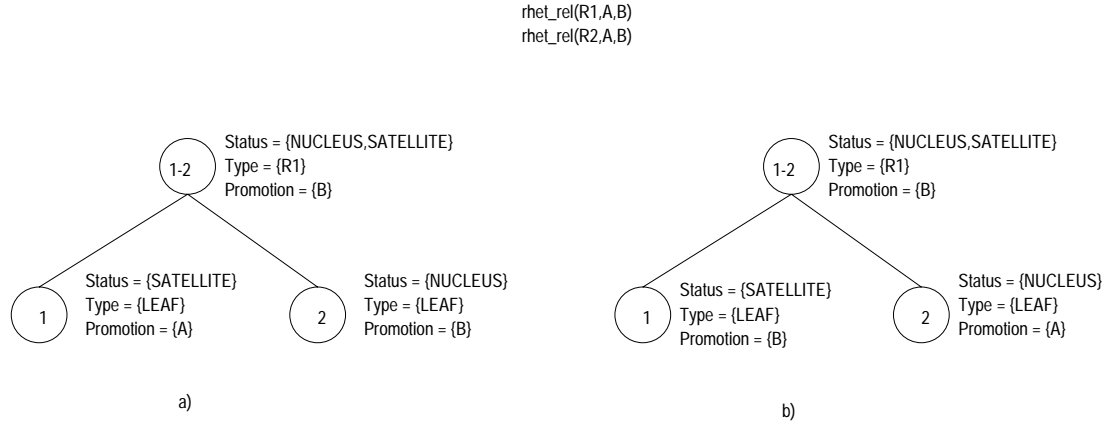 rhet_rel(R1,A,B)
rhet_rel(R2,A,B)
Status = {NUCLEUS,SATELLITE}
1-2
Type = {R1}
Promotion = {B}
Status = {SATELLITE}
1
Type = {LEAF}
Promotion = {A}
Status = {NUCLEUS}
2
Type = {LEAF}
Promotion = {B}
a)
Status = {NUCLEUS,SATELLITE}
1-2
Type = {R1}
Promotion = {B}
Status = {SATELLITE}
1
Type = {LEAF}
Promotion = {B}
Status = {NUCLEUS}
2
Type = {LEAF}
Promotion = {A}
b)